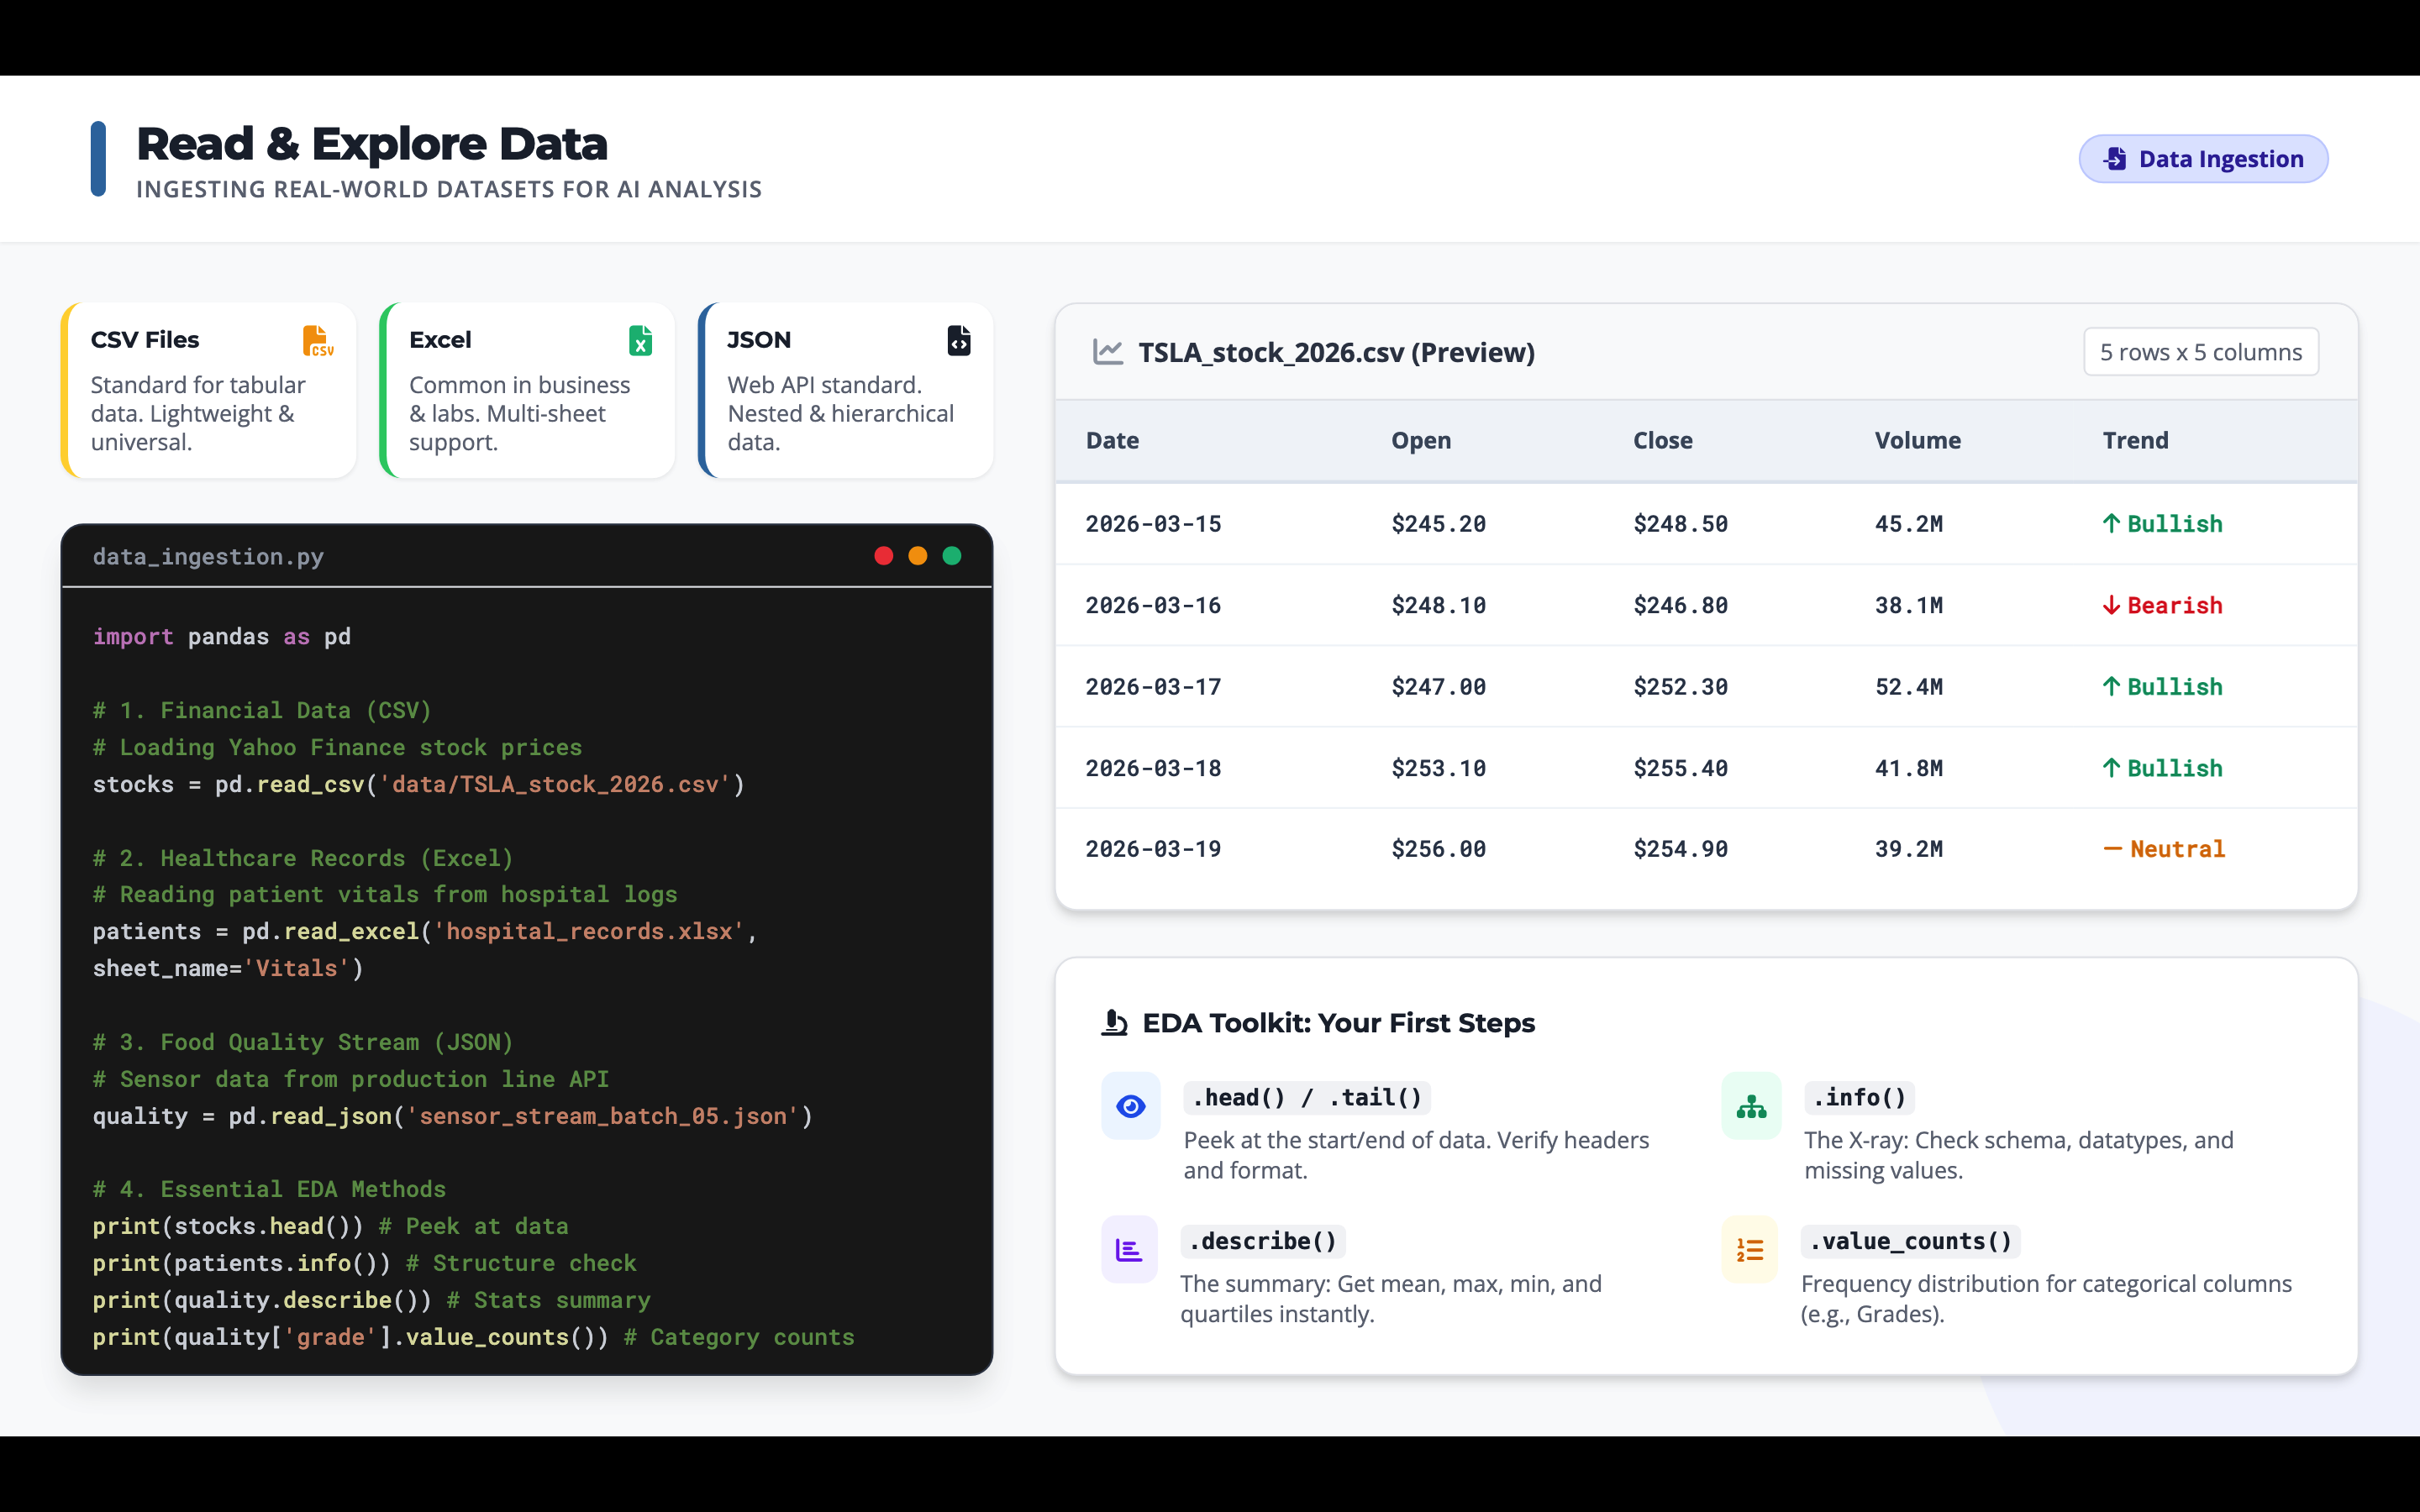 Read & Explore Data
INGESTING REAL-WORLD DATASETS FOR AI ANALYSIS
Data Ingestion
CSV Files
CSV
Standard for tabular
data. Lightweight &
universal.
Excel
X
Common in business
& labs. Multi-sheet
support.
JSON
Web API standard.
Nested & hierarchical
data.
data_ingestion.py
import pandas as pd
# 1. Financial Data (CSV)
# Loading Yahoo Finance stock prices
stocks = pd.read_csv('data/TSLA_stock_2026.csv')
# 2. Healthcare Records (Excel)
# Reading patient vitals from hospital logs
patients = pd.read_excel('hospital_records.xlsx',
sheet_name='Vitals')
# 3. Food Quality Stream (JSON)
# Sensor data from production line API
quality = pd.read_json('sensor_stream_batch_05.json')
# 4. Essential EDA Methods
print(stocks.head()) # Peek at data
print(patients.info()) # Structure check
print(quality.describe()) # Stats summary
print(quality['grade'].value_counts()) # Category counts
TSLA_stock_2026.csv (Preview)
5 rows x 5 columns
Date Open Close Volume Trend
2026-03-15 $245.20 $248.50 45.2M ↑ Bullish
2026-03-16 $248.10 $246.80 38.1M ↓ Bearish
2026-03-17 $247.00 $252.30 52.4M ↑ Bullish
2026-03-18 $253.10 $255.40 41.8M ↑ Bullish
2026-03-19 $256.00 $254.90 39.2M — Neutral
EDA Toolkit: Your First Steps
.head() / .tail()
Peek at the start/end of data. Verify headers
and format.
.info()
The X-ray: Check schema, datatypes, and
missing values.
.describe()
The summary: Get mean, max, min, and
quartiles instantly.
.value_counts()
Frequency distribution for categorical columns
(e.g., Grades).